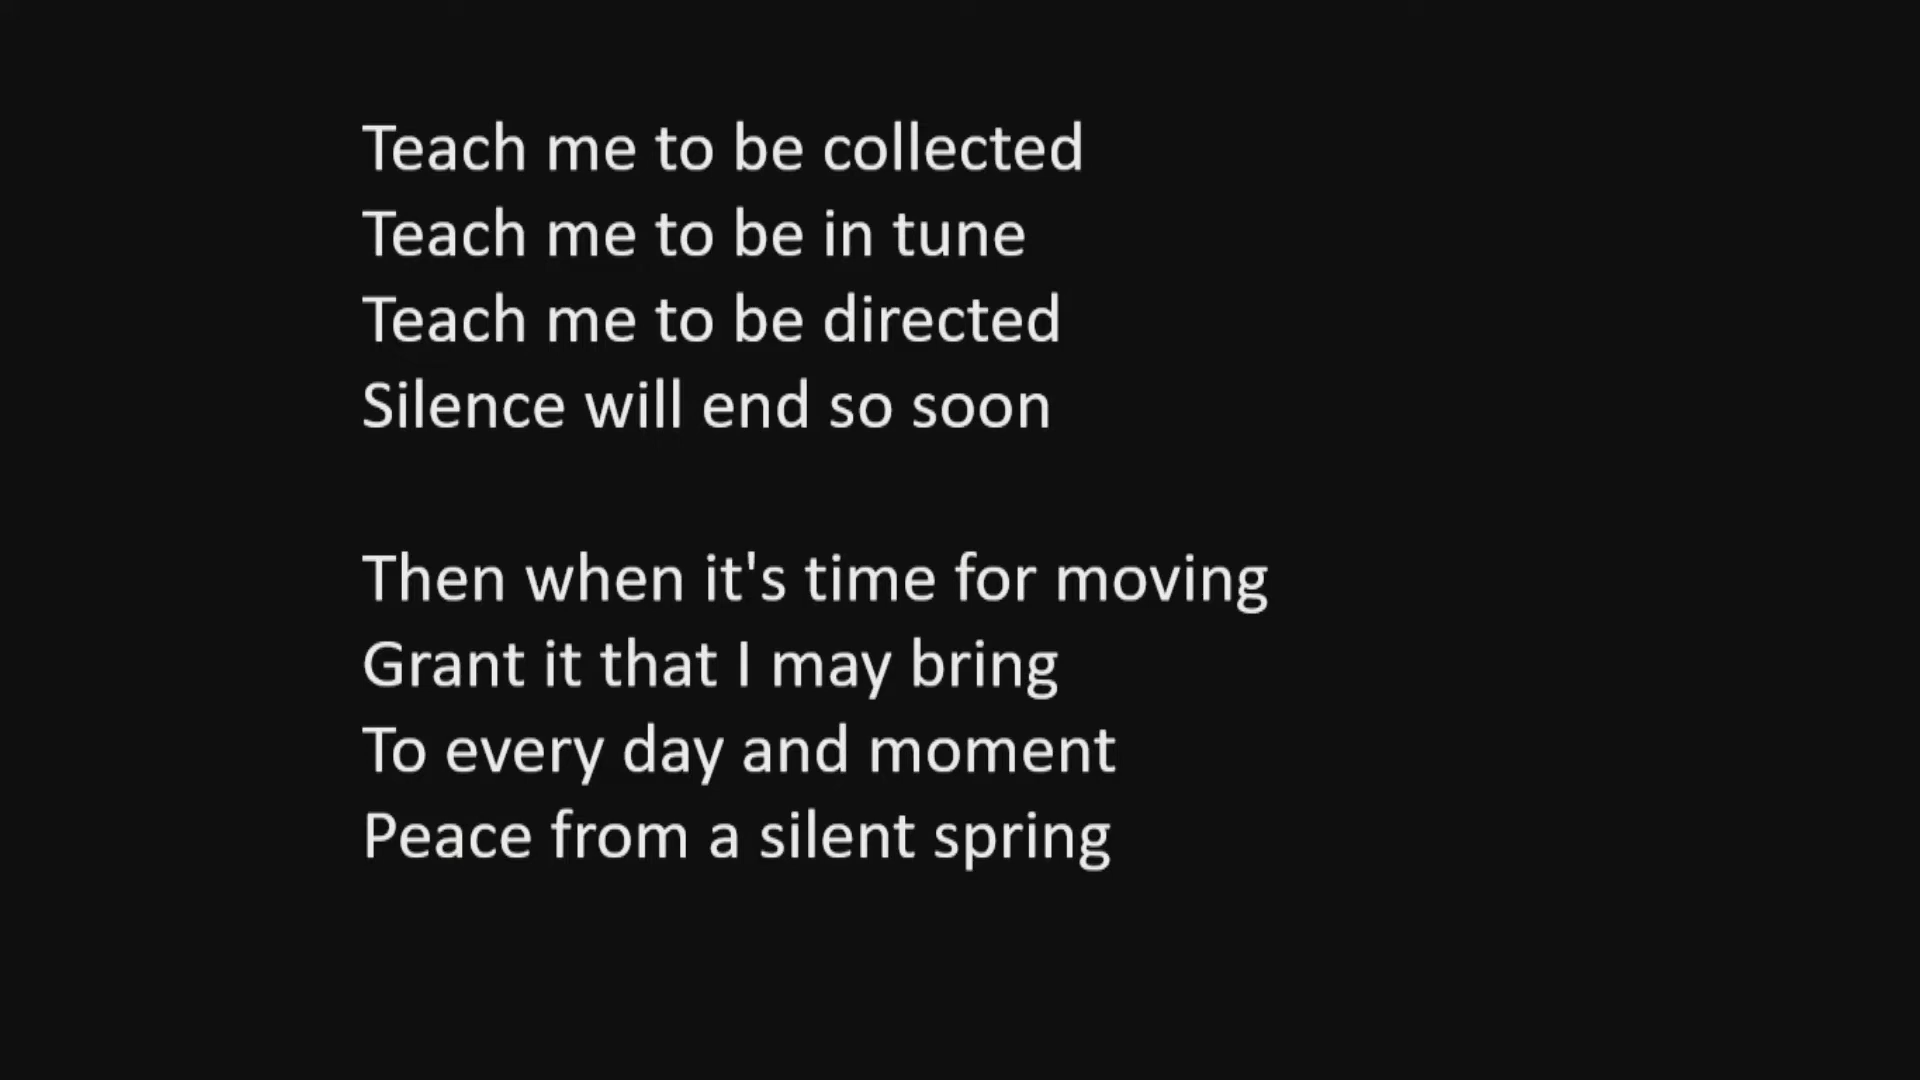 Teach me to be collected
Teach me to be in tune
Teach me to be directed
Silence will end so soon
Then when it's time for moving
Grant it that I may bring
To every day and moment
Peace from a silent spring